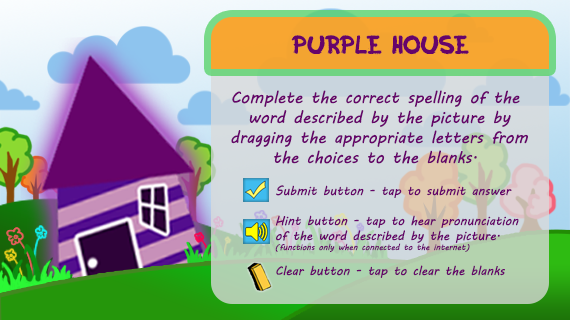 PURPLE HOUSE
Complete the correct spelling of the
word described by the picture by
dragging the appropriate letters from
the choices to the blanks.
Submit button - tap to submit answer
Hint button - tap to hear pronunciation
of the word described by the picture.
(functions only when connected to the internet)
Clear button - tap to clear the blanks